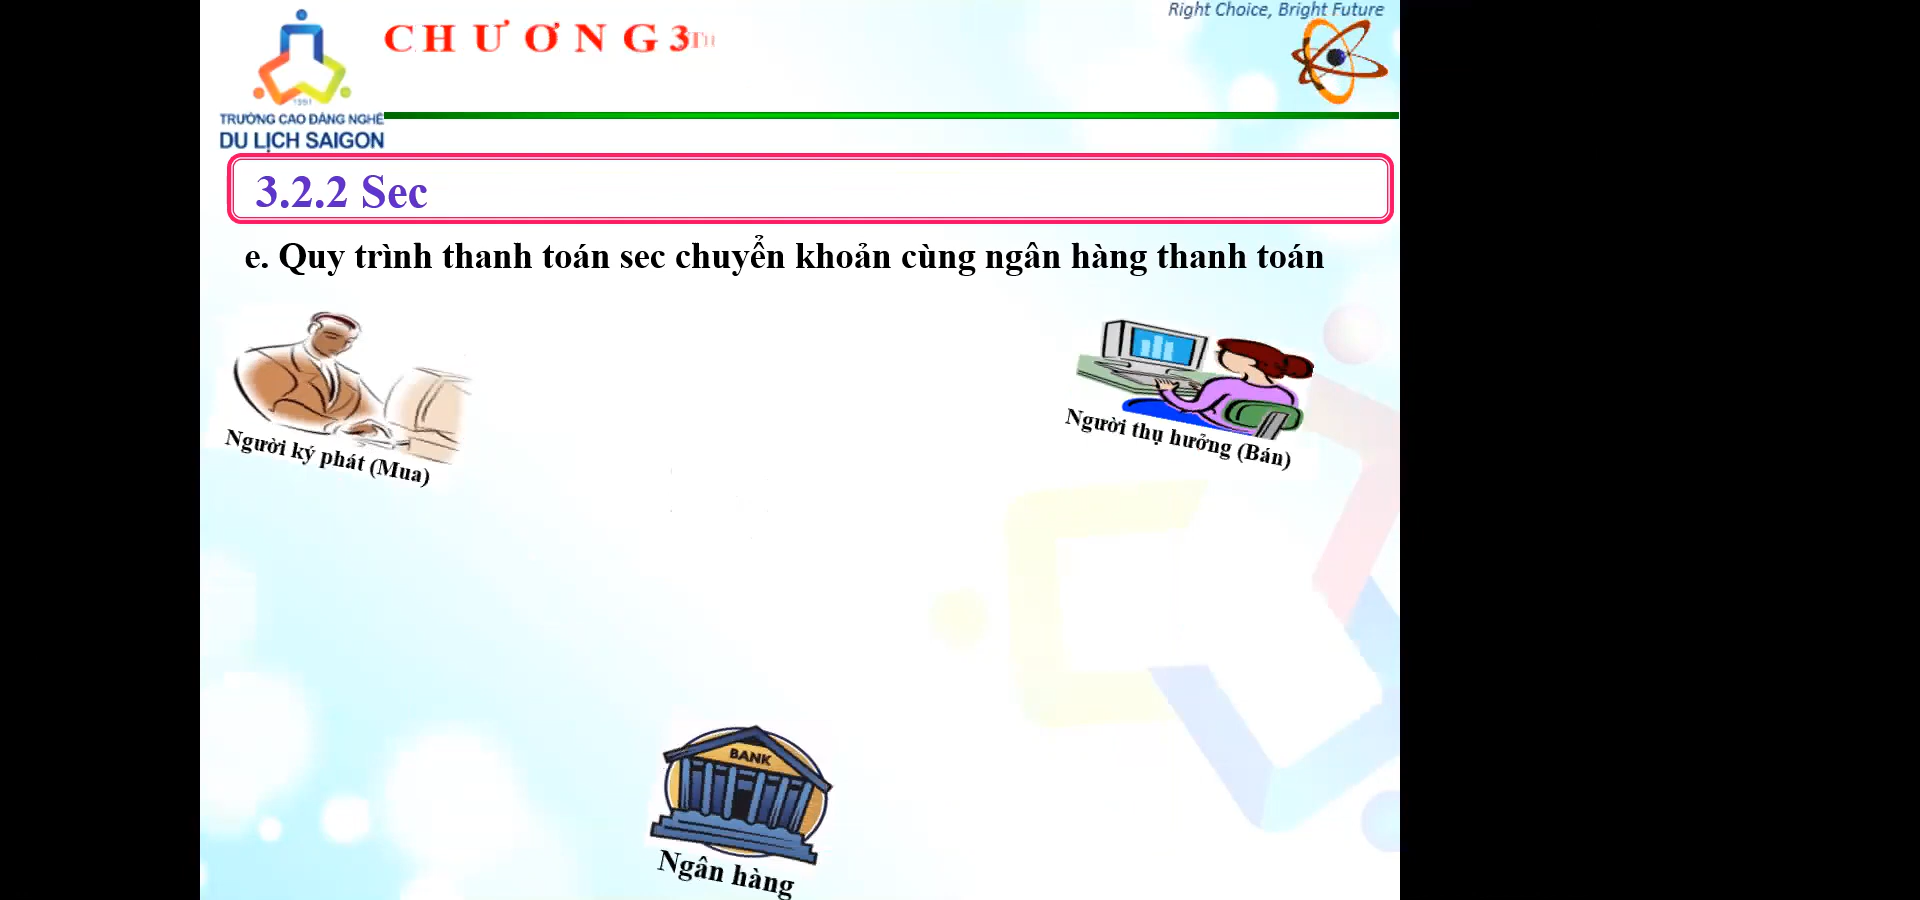 Right Choice, Bright Future
CHƯƠNG 3
1991
TRƯỜNG CAO ĐẲNG NGHỀ
DU LỊCH SAIGON
3.2.2 Sec
e. Quy trình thanh toán sec chuyển khoản cùng ngân hàng thanh toán
Người ký phát (Mua)
Người thụ hưởng (Bán)
BANK
Ngân hàng